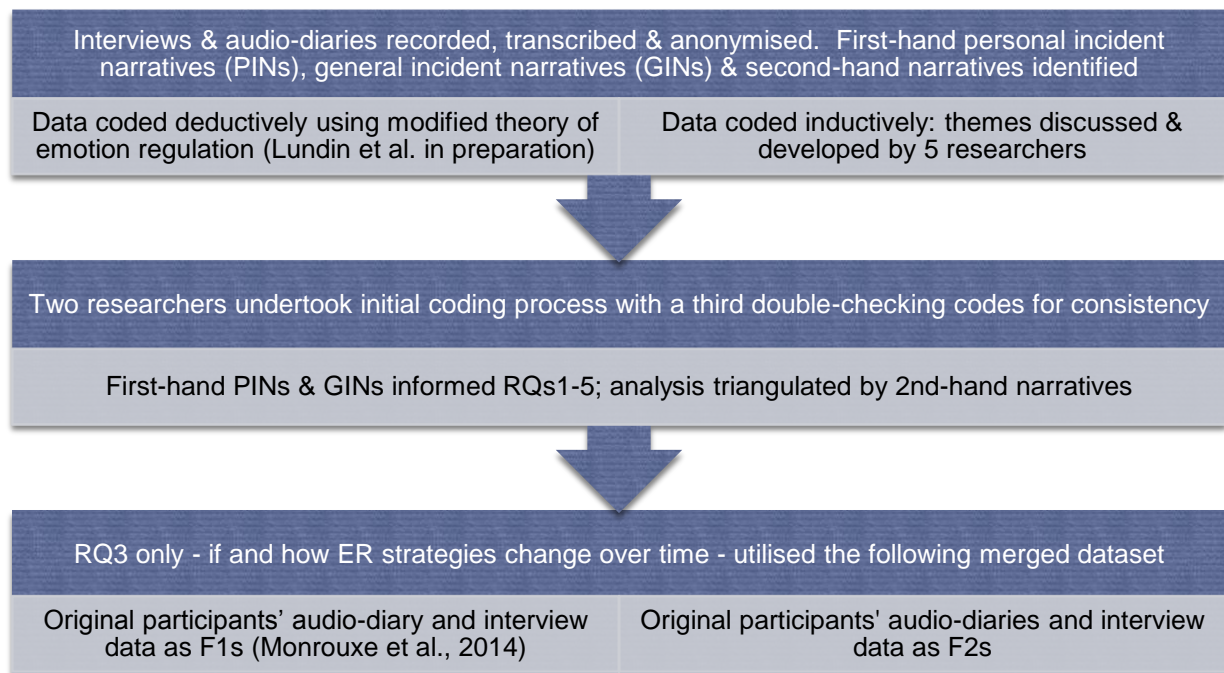 Interviews & audio-diaries recorded, transcribed & anonymised.  First-hand personal incident
narratives (PINs), general incident narratives (GINs) & second-hand narratives identified
Data coded deductively using modified theory of
emotion regulation (Lundin et al. in preparation)
Data coded inductively: themes discussed &
developed by 5 researchers
Two researchers undertook initial coding process with a third double-checking codes for consistency
First-hand PINs & GINs informed RQs1-5; analysis triangulated by 2nd-hand narratives
RQ3 only - if and how ER strategies change over time - utilised the following merged dataset
Original participants’ audio-diary and interview
data as F1s (Monrouxe et al., 2014)
Original participants' audio-diaries and interview
data as F2s